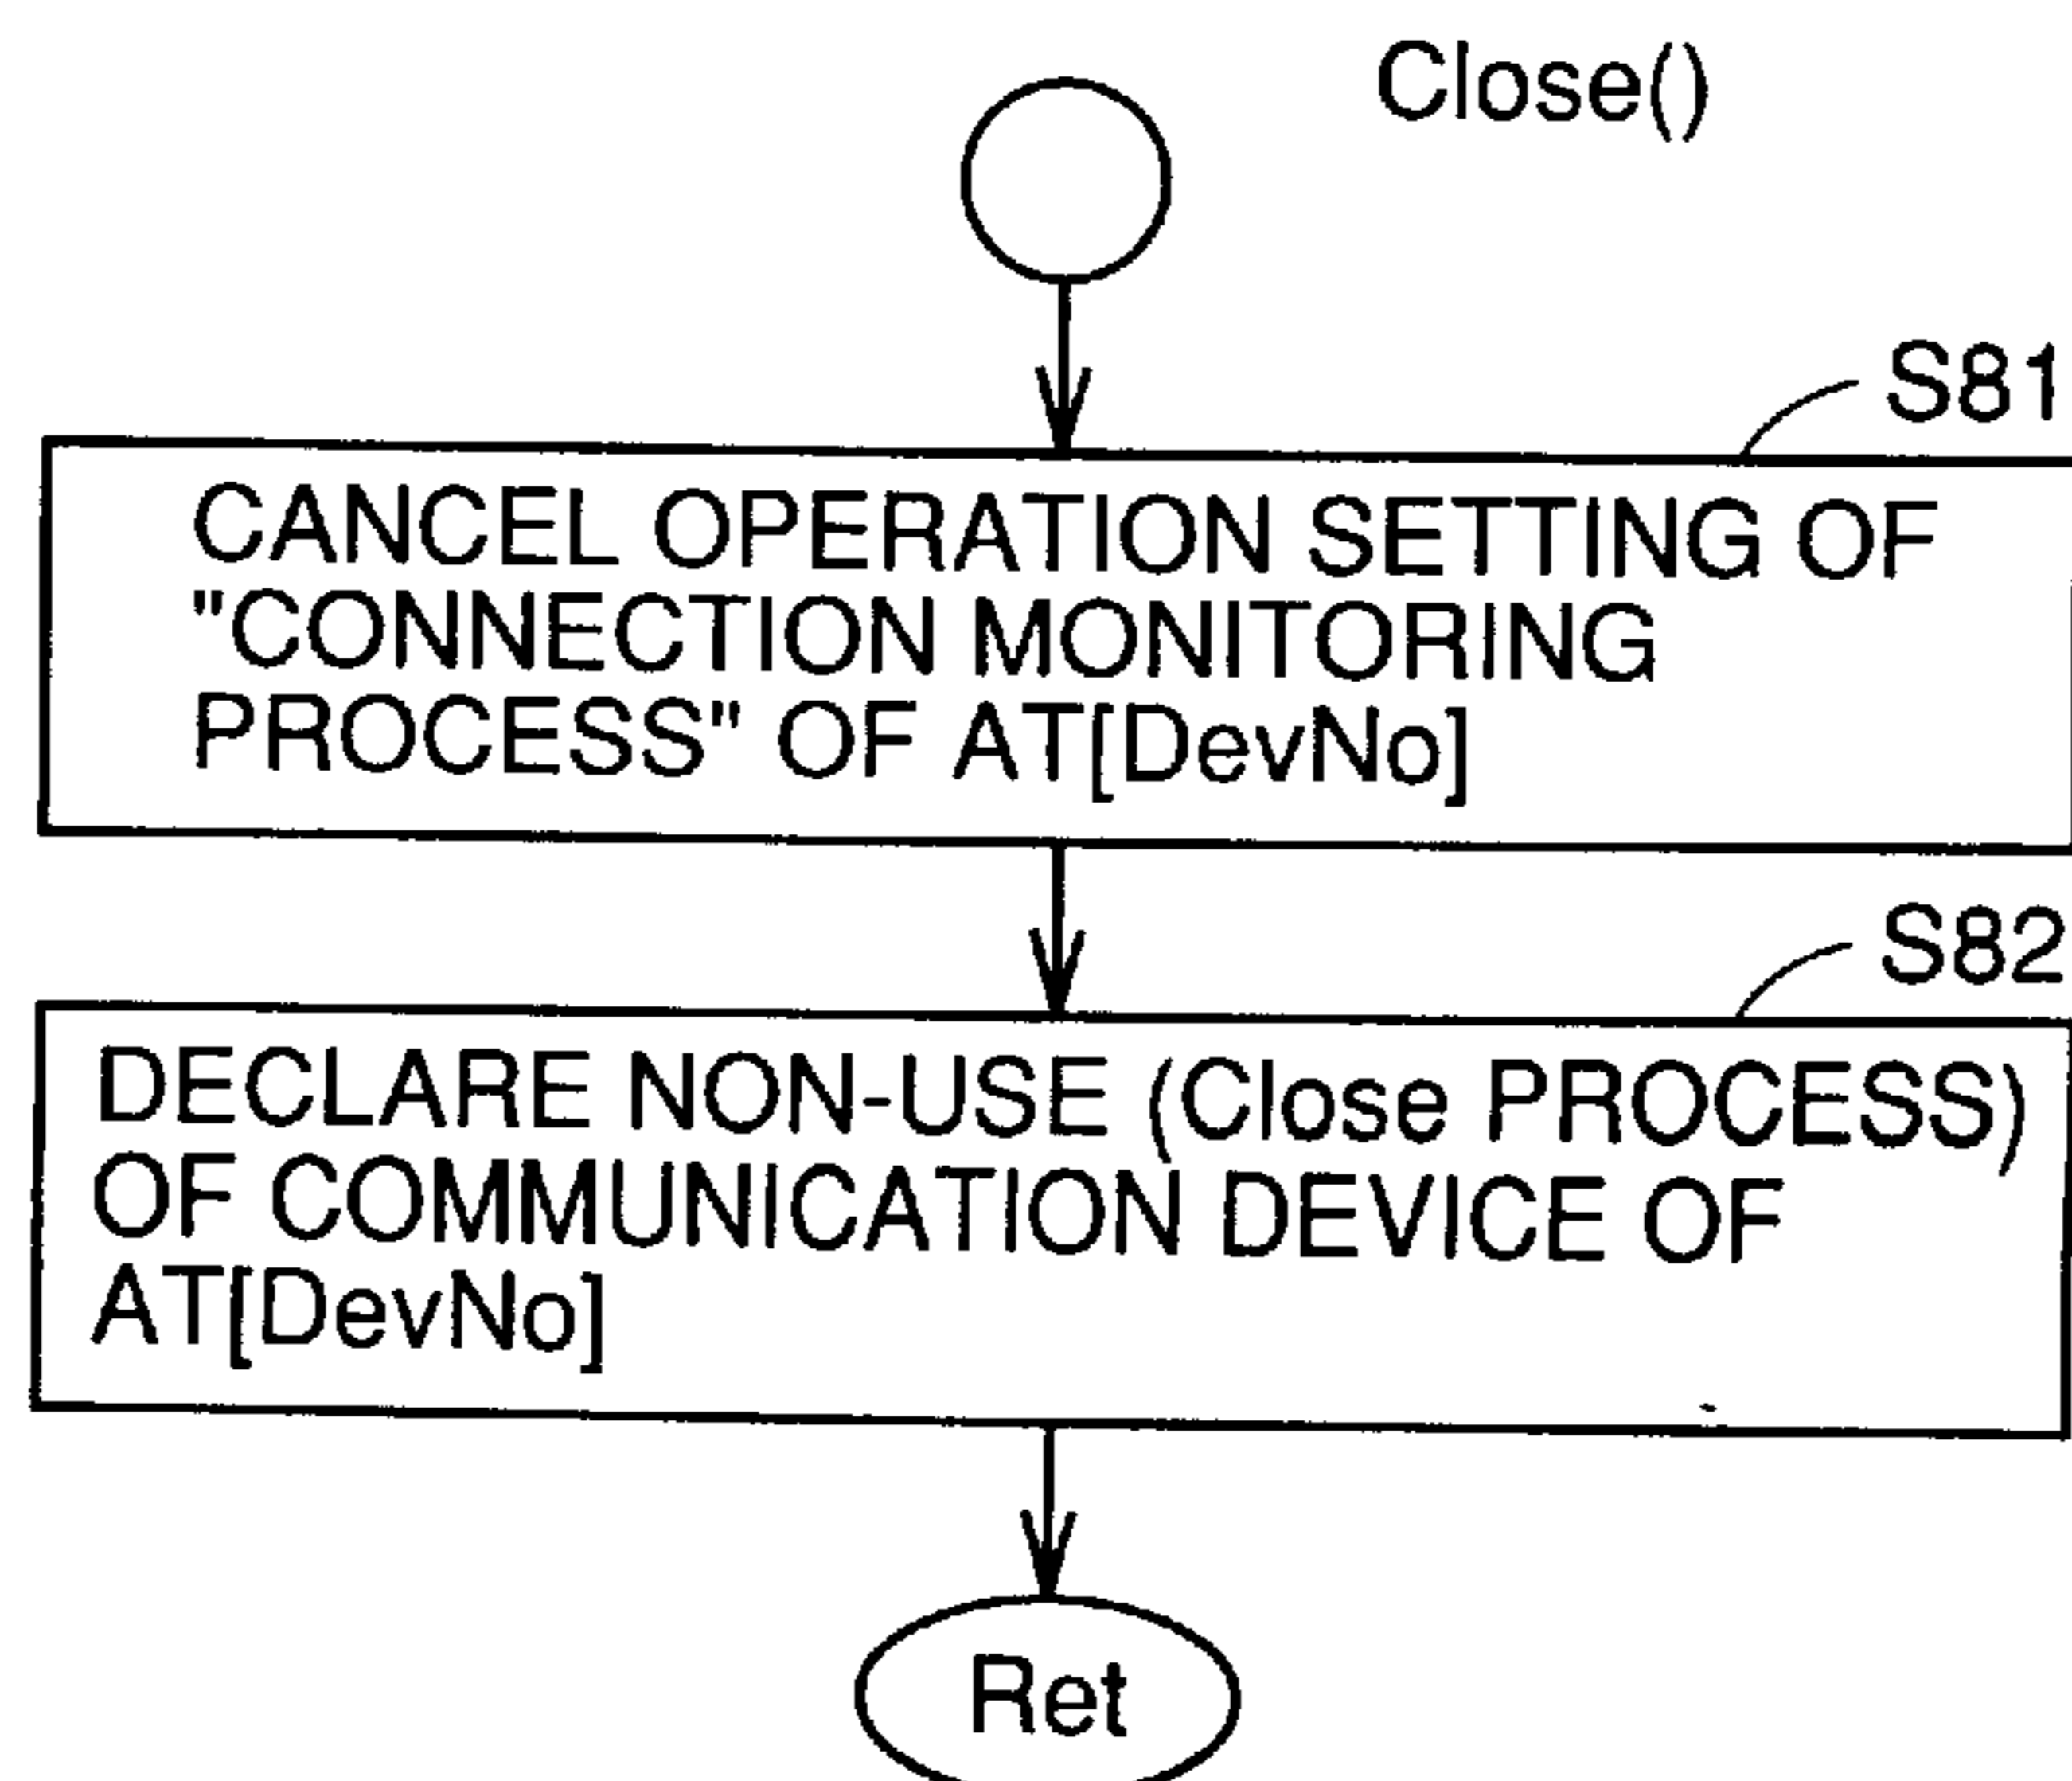 Close()
S81
CANCEL OPERATION SETTING OF
"CONNECTION MONITORING
PROCESS" OF AT[DevNo]
S82
DECLARE NON-USE (Close PROCESS)
OF COMMUNICATION DEVICE OF
AT[DevNo]
Ret